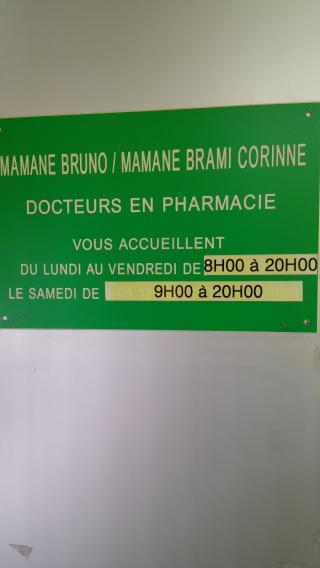 MAMANE BRUNO / MAMANE BRAMI CORINNE
DOCTEURS EN PHARMACIE
VOUS ACCUEILLENT
DU LUNDI AU VENDREDI DE 8H00 à 20H00
LE SAMEDI DE 9H00 à 20H00